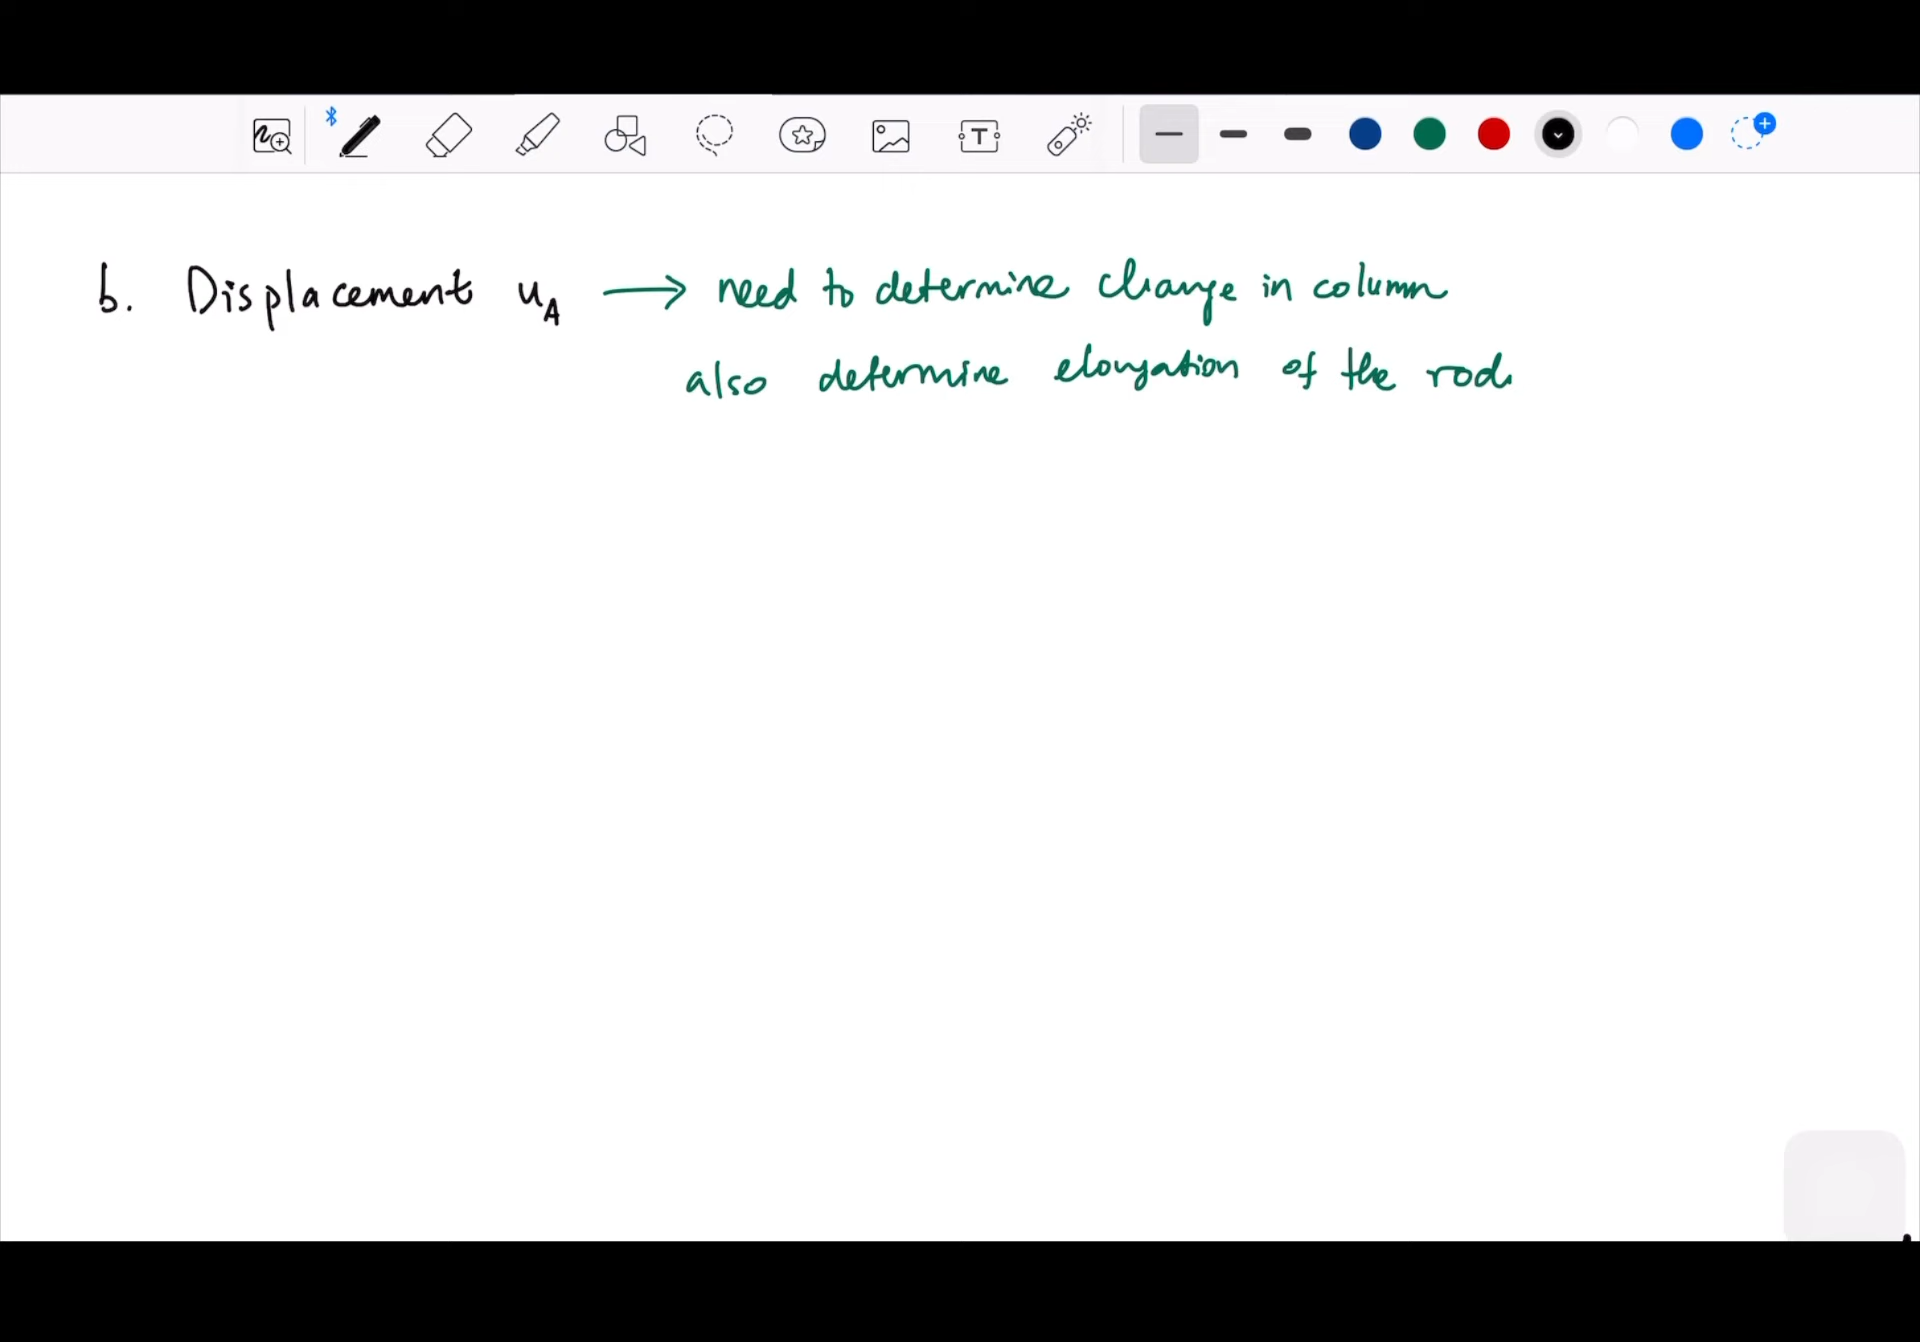 b. Displacement u_A → need to determine change in column
also determine elongation of the rod.